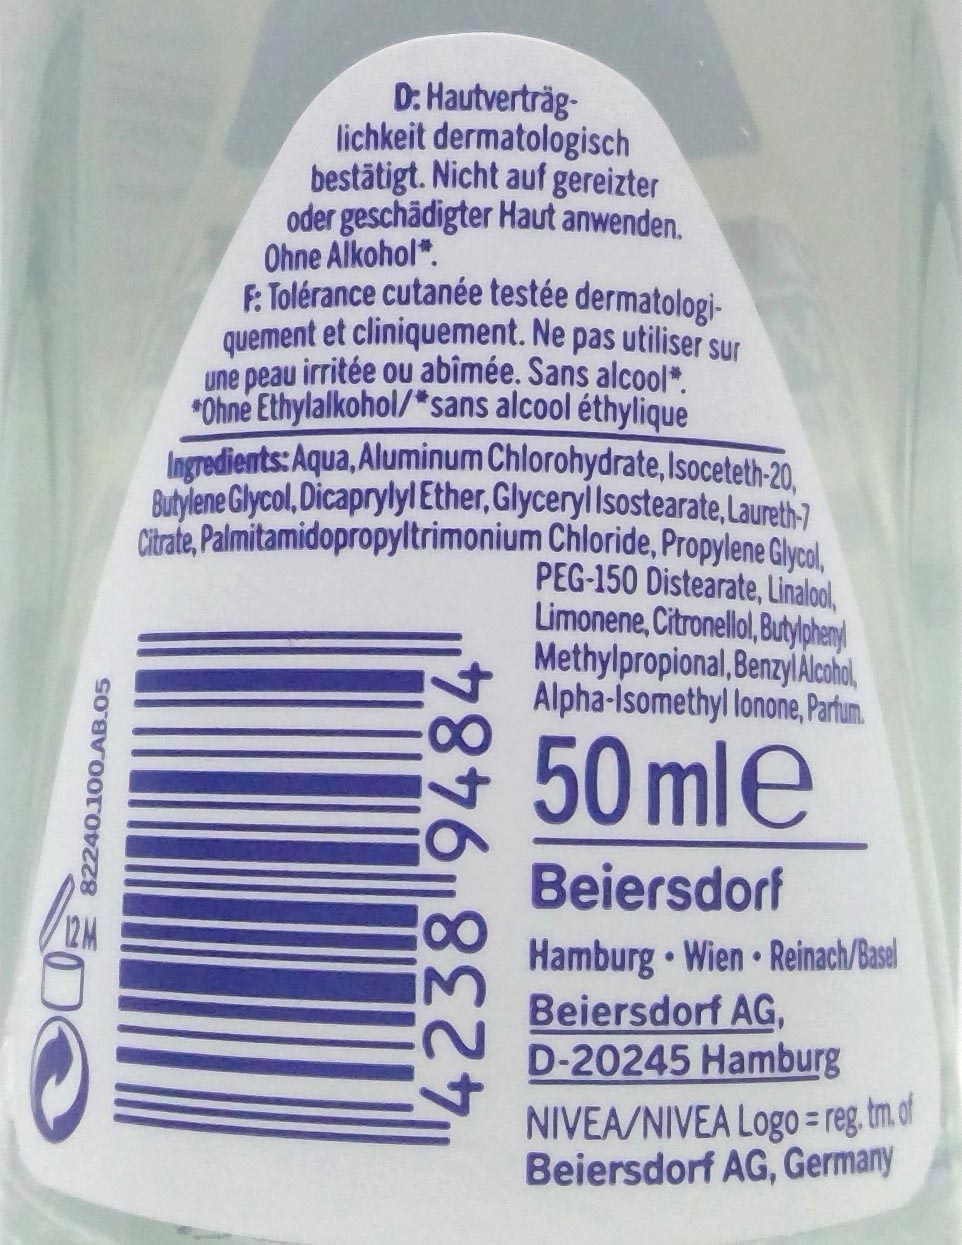 D: Hautverträg-
lichkeit dermatologisch
bestätigt. Nicht auf gereizter
oder geschädigter Haut anwenden.
Ohne Alkohol*.
F: Tolérance cutanée testée dermatologi-
quement et cliniquement. Ne pas utiliser sur
une peau irritée ou abîmée. Sans alcool*.
*Ohne Ethylalkohol/*sans alcool éthylique
Ingredients: Aqua, Aluminum Chlorohydrate, Isoceteth-20,
Butylene Glycol, Dicaprylyl Ether, Glyceryl Isostearate, Laureth-7
Citrate, Palmitamidopropyltrimonium Chloride, Propylene Glycol,
PEG-150 Distearate, Linalool,
Limonene, Citronellol, Butylphenyl
Methylpropional, Benzyl Alcohol,
Alpha-Isomethyl Ionone, Parfum.
4238 9484
82240.100.AB.05
12M
50 ml e
Beiersdorf
Hamburg • Wien • Reinach/Basel
Beiersdorf AG,
D-20245 Hamburg
NIVEA/NIVEA Logo = reg. tm. of
Beiersdorf AG, Germany